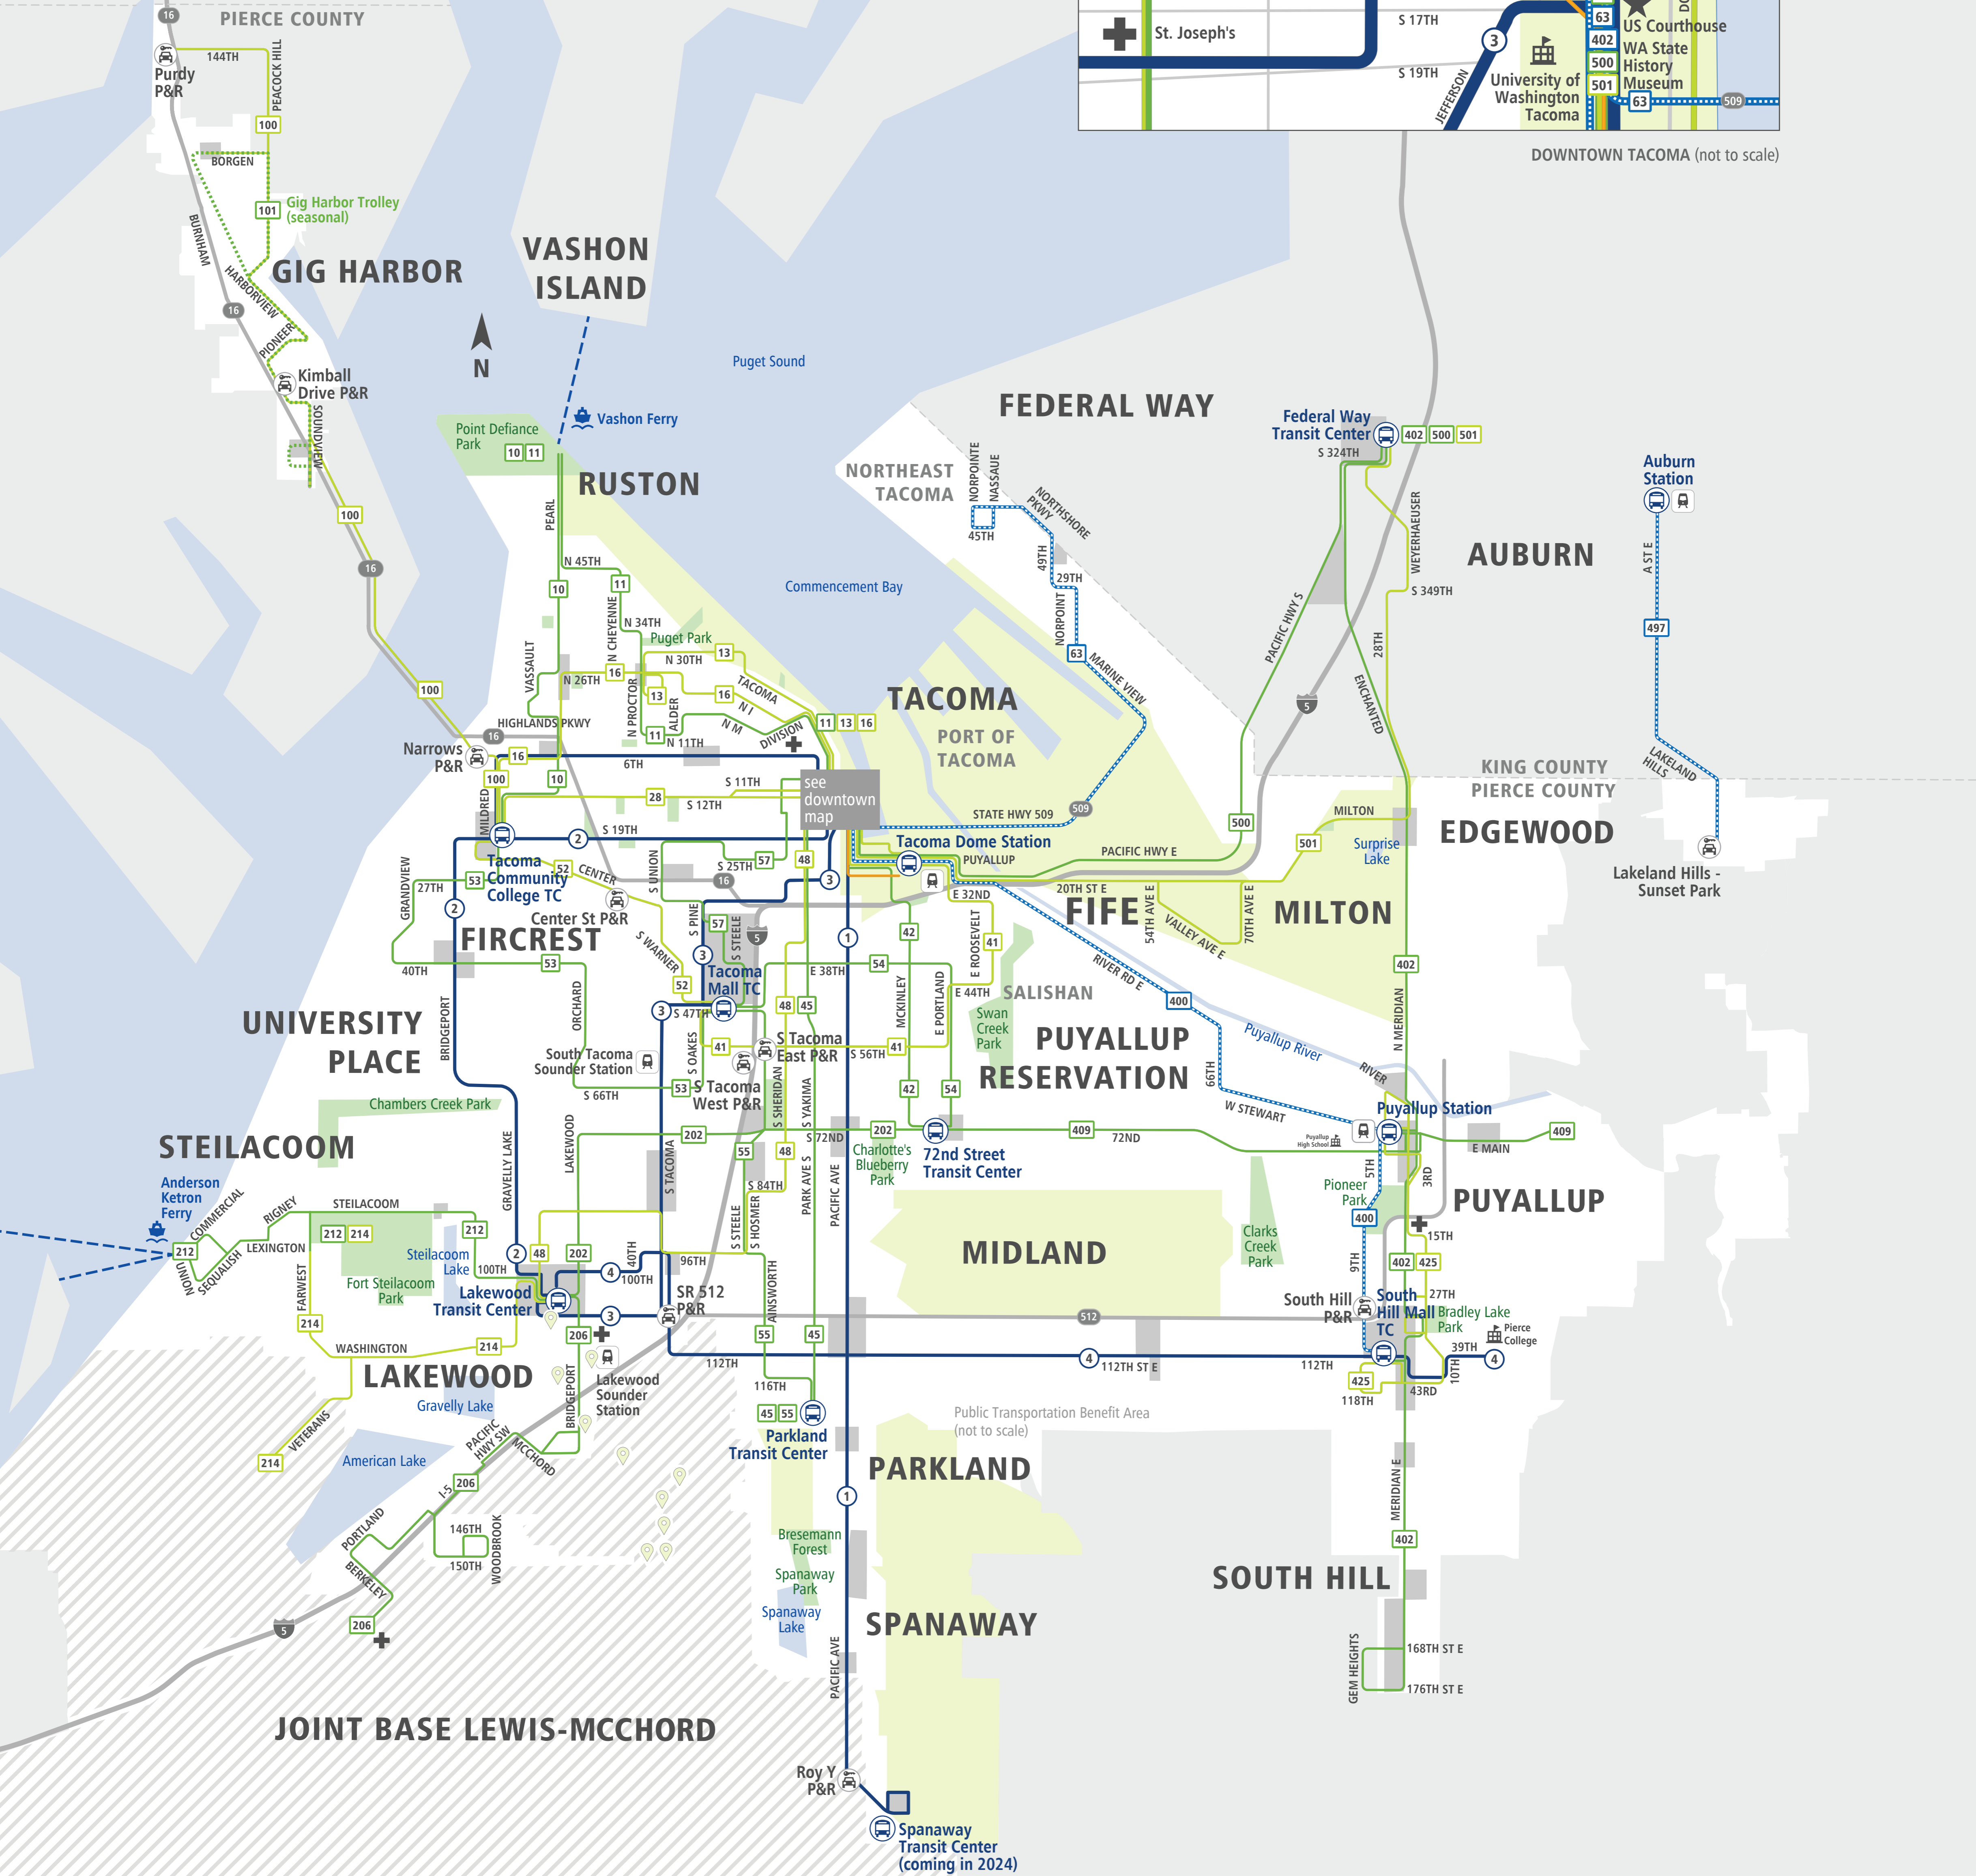 16
PIERCE COUNTY
144TH
PEACOCK HILL
Purdy
P&R
100
BORGEN
101
Gig Harbor Trolley
(seasonal)
BURNHAM
GIG HARBOR
HARBORVIEW
16
PIONEER
Kimball
Drive P&R
SOUNDVIEW
100
16
100
VASHON
ISLAND
N
Puget Sound
Vashon Ferry
Point Defiance
Park
10
11
RUSTON
St. Joseph's
S 17TH
S 19TH
3
JEFFERSON
University of
Washington
Tacoma
63
402
500
501
US Courthouse
WA State
History
Museum
63
509
DOWNTOWN TACOMA (not to scale)
FEDERAL WAY
Federal Way
Transit Center
402
500
501
S 324TH
NORTHEAST
TACOMA
NORPOINTE
NASSAUE
NORTHSHORE
PKWY
45TH
49TH
29TH
NORPOINT
63
MARINE VIEW
Auburn
Station
A ST E
AUBURN
497
LAKELAND
HILLS
Lakeland Hills -
Sunset Park
WEYERHAEUSER
S 349TH
PACIFIC HWY S
28TH
ENCHANTED
5
KING COUNTY
PIERCE COUNTY
PEARL
N 45TH
10
11
N CHEYENNE
N 34TH
Puget Park
13
N 30TH
VASSAULT
16
N 26TH
13
16
TACOMA
N I
N PROCTOR
ALDER
HIGHLANDS PKWY
11
N 11TH
N M
DIVISION
11
13
16
Commencement Bay
TACOMA
PORT OF
TACOMA
Narrows
P&R
16
16
6TH
100
10
S 11TH
28
S 12TH
see
downtown
map
MILDRED
S 19TH
2
STATE HWY 509
509
Tacoma Dome Station
PUYALLUP
PACIFIC HWY E
500
501
MILTON
Surprise
Lake
EDGEWOOD
Tacoma
Community
College TC
52
CENTER
53
27TH
GRANDVIEW
2
Center St P&R
S UNION
S 25TH
57
48
16
3
FIRCREST
S PINE
57
S STEELE
5
1
42
E 32ND
20TH ST E
FIFE
54TH AVE E
VALLEY AVE E
70TH AVE E
MILTON
41
E ROOSEVELT
40TH
53
S WARNER
3
Tacoma
Mall TC
52
E 38TH
54
E 44TH
SALISHAN
RIVER RD E
400
402
UNIVERSITY
PLACE
BRIDGEPORT
ORCHARD
3
S 47TH
48
45
MCKINLEY
E PORTLAND
Swan
Creek
Park
PUYALLUP
RESERVATION
Puyallup River
N MERIDIAN
South Tacoma
Sounder Station
S OAKES
41
S Tacoma
East P&R
S 56TH
41
S 66TH
53
S Tacoma
West P&R
S SHERIDAN
S YAKIMA
42
54
66TH
RIVER
W STEWART
Puyallup Station
Chambers Creek Park
STEILACOOM
GRAVELLY LAKE
LAKEWOOD
202
S 72ND
202
409
72ND
Puyallup
High School
409
E MAIN
55
48
Charlotte's
Blueberry
Park
72nd Street
Transit Center
Anderson
Ketron
Ferry
COMMERCIAL
RIGNEY
STEILACOOM
S TACOMA
S 84TH
PARK AVE S
PACIFIC AVE
5TH
3RD
Pioneer
Park
PUYALLUP
212
UNION
SEQUALISH
LEXINGTON
212
214
212
Steilacoom
Lake
Fort Steilacoom
Park
100TH
2
48
202
S STEELE
S HOSMER
40TH
96TH
4
100TH
MIDLAND
Clarks
Creek
Park
400
15TH
402
425
9TH
FARWEST
Lakewood
Transit Center
214
3
SR 512
P&R
AINSWORTH
512
South Hill
P&R
South
Hill Mall
TC
27TH
Bradley Lake
Park
Pierce
College
WASHINGTON
214
206
55
45
112TH
4
112TH ST E
112TH
39TH
4
425
118TH
43RD
10TH
LAKEWOOD
Lakewood
Sounder
Station
116TH
BRIDGEPORT
Gravelly Lake
VETERANS
214
PACIFIC
HWY SW
MCCHORD
American Lake
45
55
Parkland
Transit Center
Public Transportation Benefit Area
(not to scale)
PARKLAND
206
I-5
1
MERIDIAN E
PORTLAND
146TH
150TH
WOODBROOK
BERKELEY
206
5
Bresemann
Forest
Spanaway
Park
Spanaway
Lake
402
SOUTH HILL
SPANAWAY
PACIFIC AVE
GEM HEIGHTS
168TH ST E
176TH ST E
JOINT BASE LEWIS-MCCHORD
Roy Y
P&R
Spanaway
Transit Center
(coming in 2024)